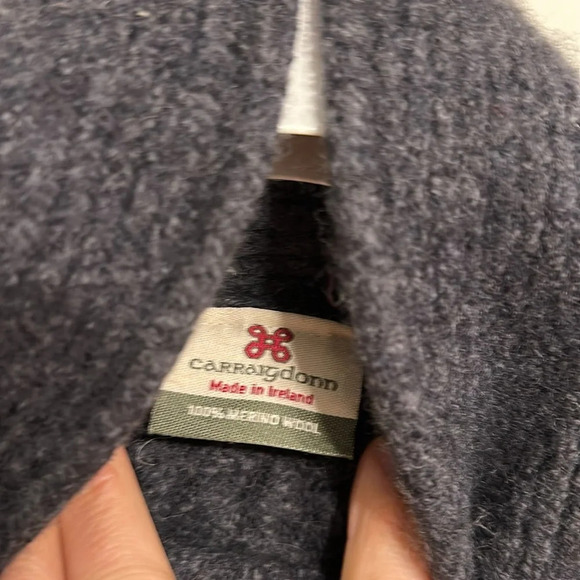 carraigdonn
Made in Ireland
100% MERINO WOOL